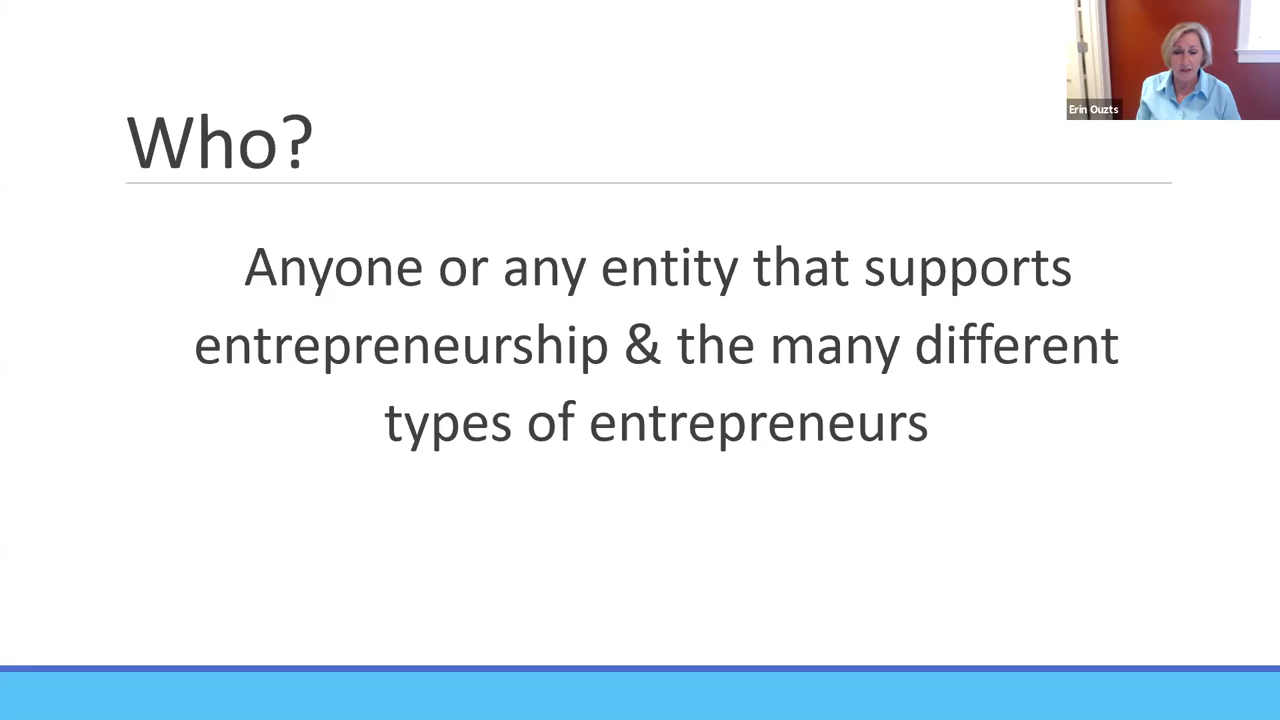 Erin Ouzts
Who?
Anyone or any entity that supports
entrepreneurship & the many different
types of entrepreneurs